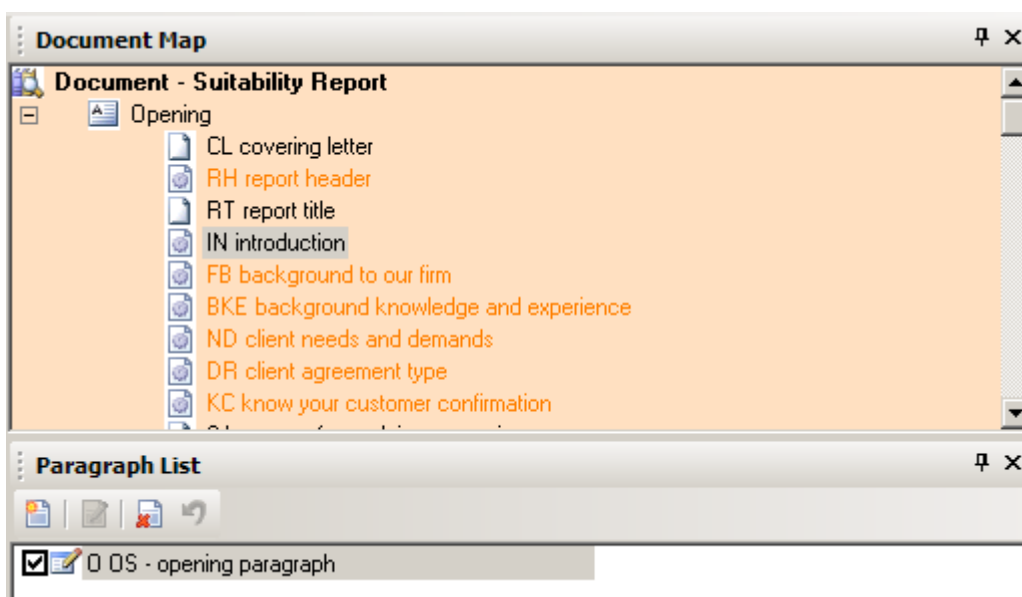 Document Map
Document - Suitability Report
Opening
CL covering letter
RH report header
RT report title
IN introduction
FB background to our firm
BKE background knowledge and experience
ND client needs and demands
DR client agreement type
KC know your customer confirmation
Paragraph List
O OS - opening paragraph